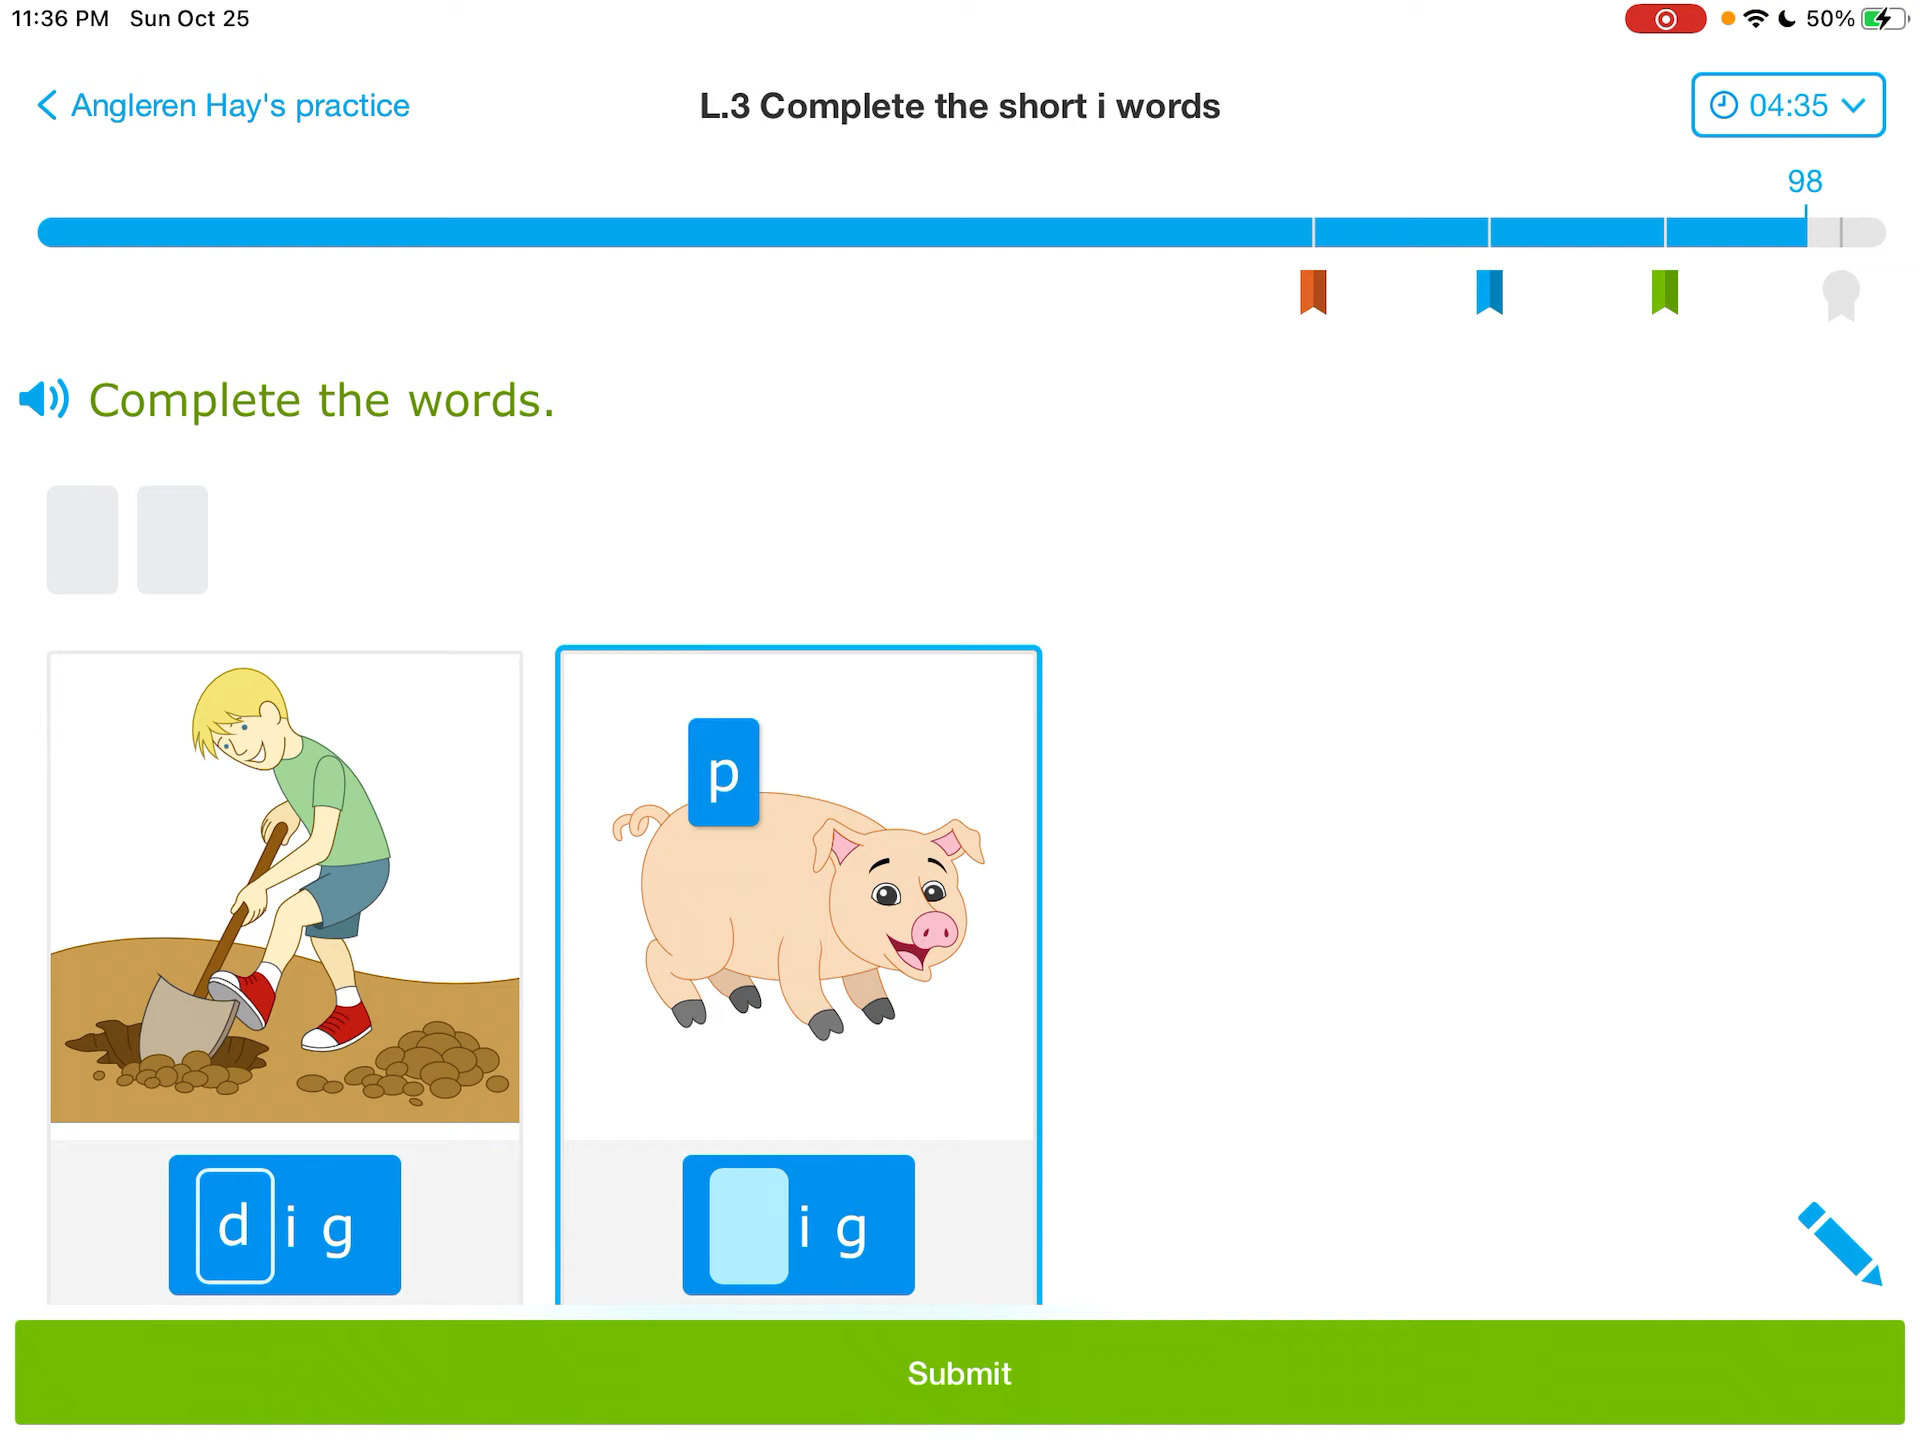 11:36 PM Sun Oct 25
50%
Angleren Hay's practice
L.3 Complete the short i words
04:35
98
Complete the words.
p
d i g
i g
Submit